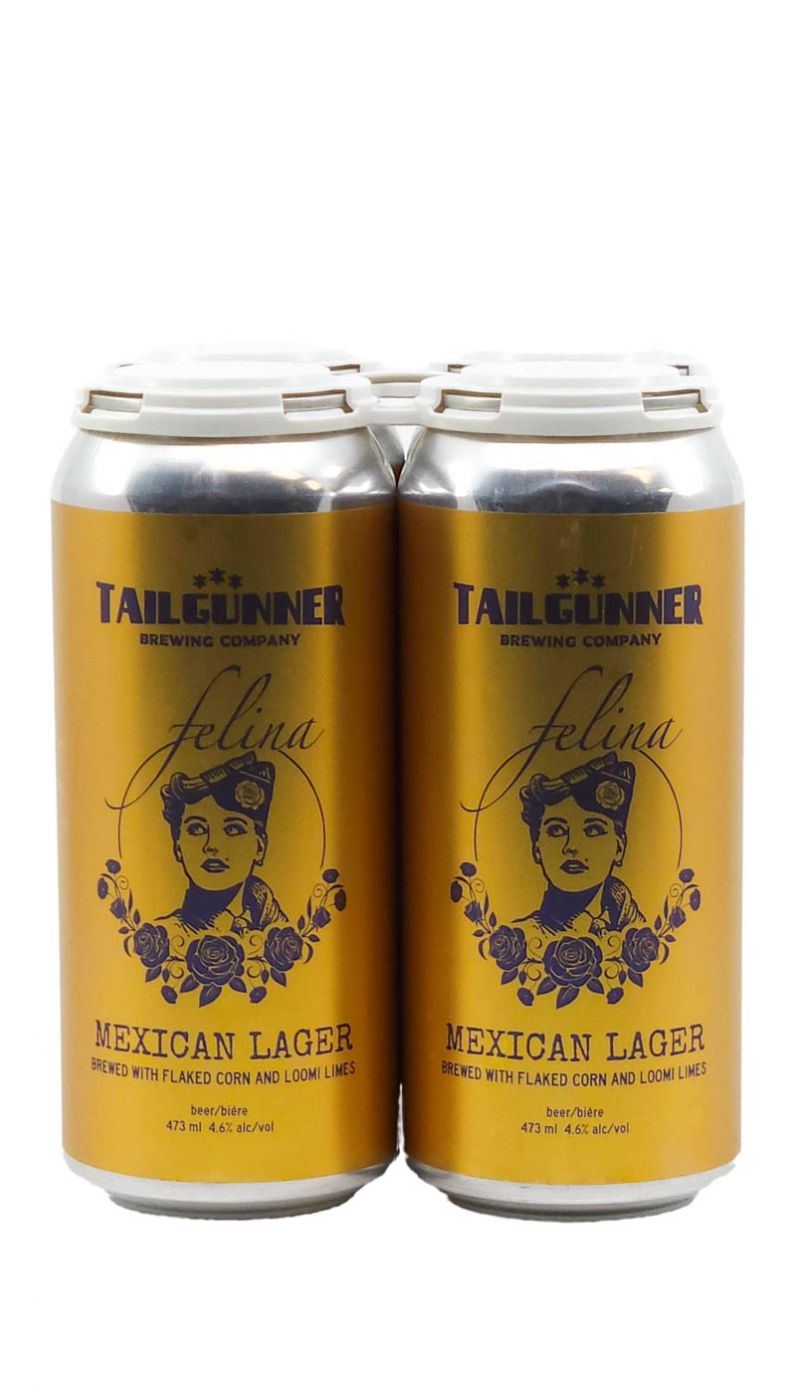 TAILGUNNER
BREWING COMPANY
felina
MEXICAN LAGER
BREWED WITH FLAKED CORN AND LOOMI LIMES
beer/bière
473 ml 4.6% alc/vol
TAILGUNNER
BREWING COMPANY
felina
MEXICAN LAGER
BREWED WITH FLAKED CORN AND LOOMI LIMES
beer/bière
473 ml 4.6% alc/vol